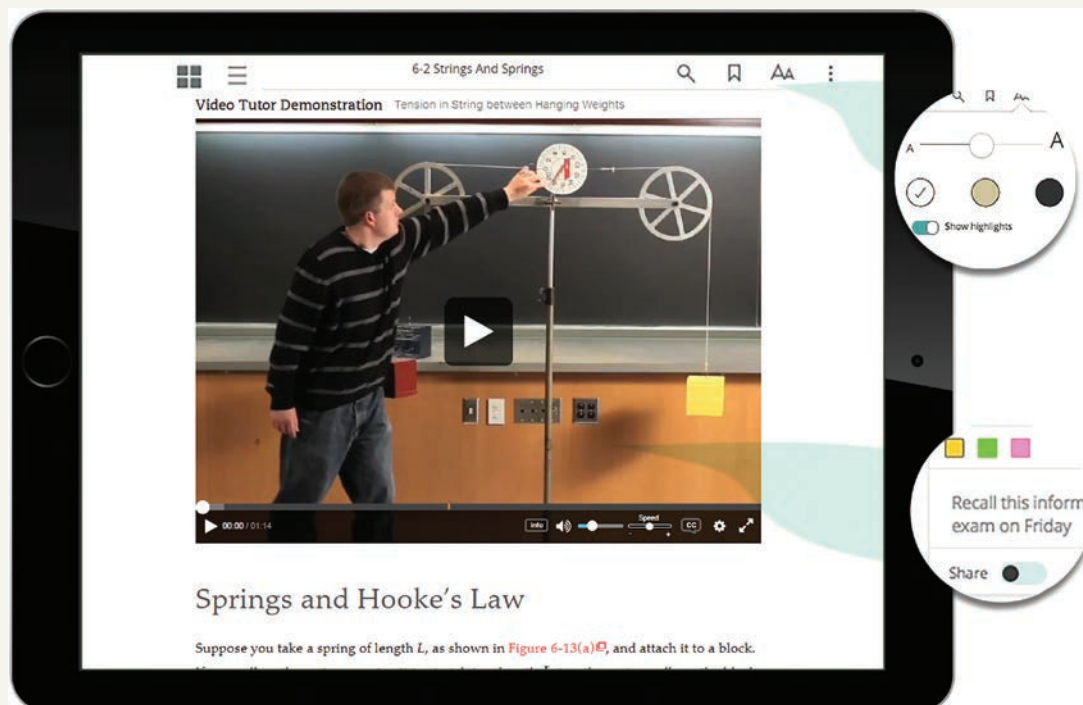 6-2 Strings And Springs
AA
Video Tutor Demonstration Tension in String between Hanging Weights
00:00 / 01:14
Info
Speed
- +
CC
Springs and Hooke's Law
Suppose you take a spring of length L, as shown in Figure 6-13(a), and attach it to a block.
A A
Show highlights
Recall this inform
exam on Friday
Share